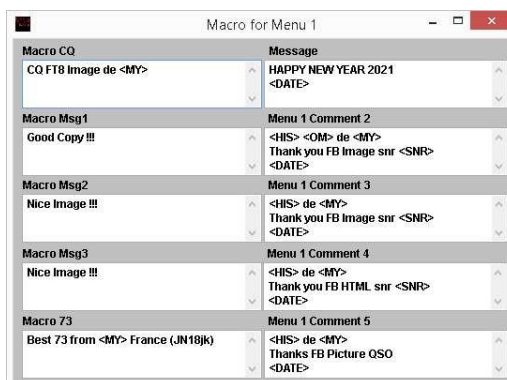 Macro for Menu 1
Macro CQ
CQ FT8 Image de <MY>
Message
HAPPY NEW YEAR 2021
<DATE>
Macro Msg1
Good Copy !!!
Menu 1 Comment 2
<HIS> <OM> de <MY>
Thank you FB Image snr <SNR>
<DATE>
Macro Msg2
Nice Image !!!
Menu 1 Comment 3
<HIS> de <MY>
Thank you FB Image snr <SNR>
<DATE>
Macro Msg3
Nice Image !!!
Menu 1 Comment 4
<HIS> de <MY>
Thank you FB HTML snr <SNR>
<DATE>
Macro 73
Best 73 from <MY> France (JN18jk)
Menu 1 Comment 5
<HIS> de <MY>
Thanks FB Picture QSO
<DATE>